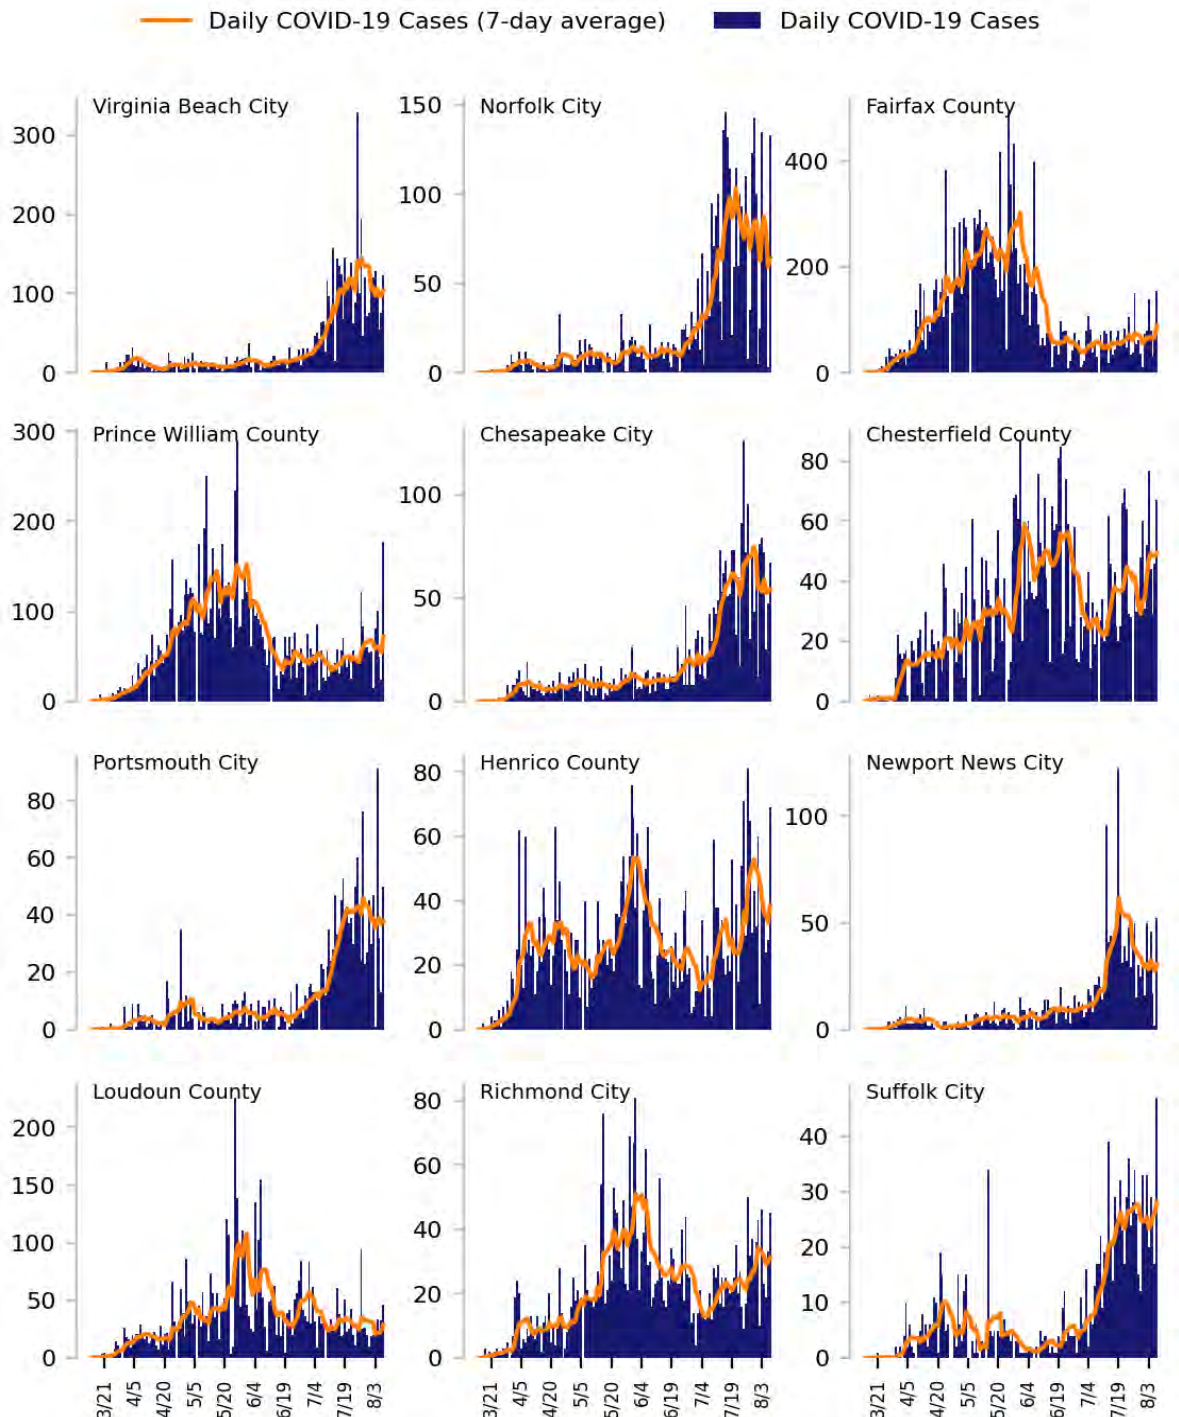 Daily COVID-19 Cases (7-day average) Daily COVID-19 Cases
Virginia Beach City Norfolk City Fairfax County
300 200 100 0
150 100 50 0
400 200 0
Prince William County Chesapeake City Chesterfield County
300 200 100 0
100 50 0
80 60 40 20 0
Portsmouth City Henrico County Newport News City
80 60 40 20 0
80 60 40 20 0
100 50 0
Loudoun County Richmond City Suffolk City
200 150 100 50 0
80 60 40 20 0
40 30 20 10 0
3/21 4/5 4/20 5/5 5/20 6/4 6/19 7/4 7/19 8/3
3/21 4/5 4/20 5/5 5/20 6/4 6/19 7/4 7/19 8/3
3/21 4/5 4/20 5/5 5/20 6/4 6/19 7/4 7/19 8/3